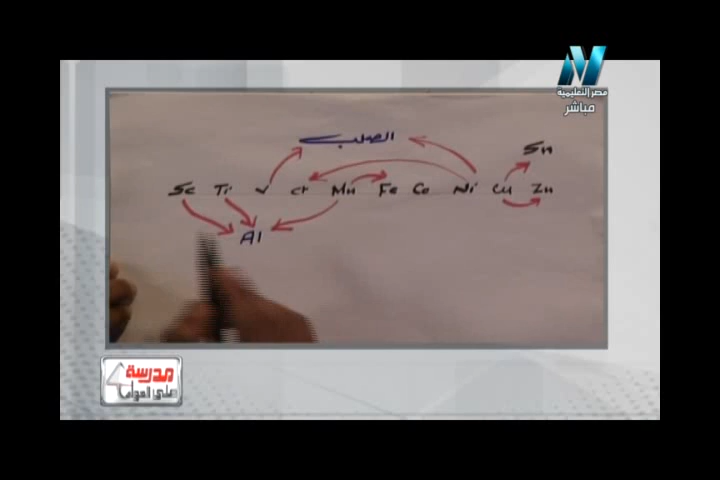 مصر التعليمية
مباشر
الصلب
Sn
Sc Ti V Cr Mn Fe Co Ni Cu Zn
Al
مدرسة
على الهواء